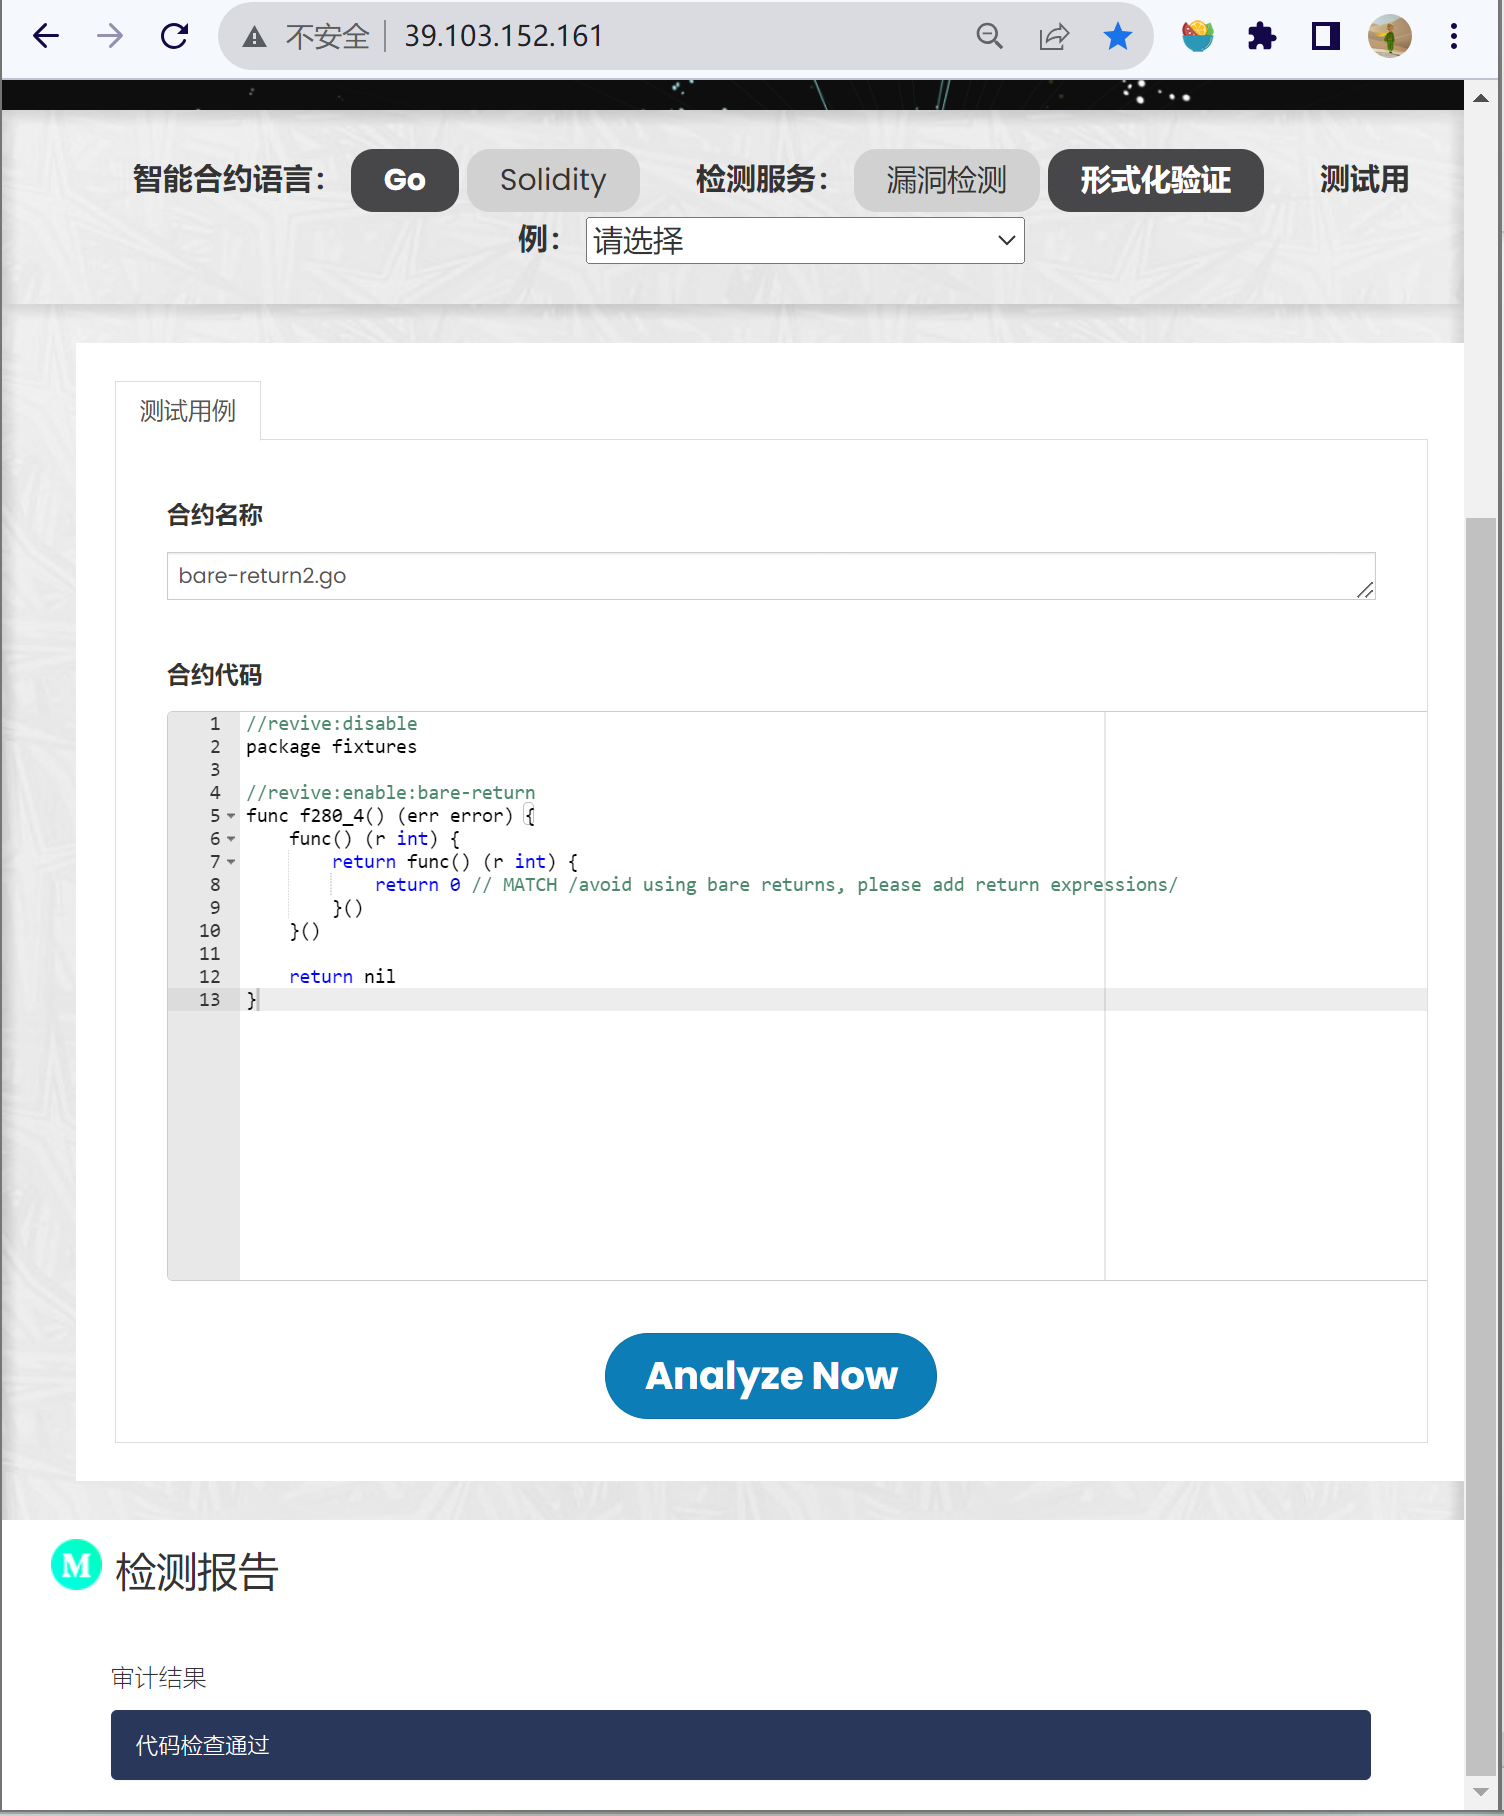 不安全 39.103.152.161
智能合约语言： Go Solidity 检测服务： 漏洞检测 形式化验证 测试用
例： 请选择
测试用例
合约名称
bare-return2.go
合约代码
1 //revive:disable
2 package fixtures
3
4 //revive:enable:bare-return
5 func f280_4() (err error) {
6     func() (r int) {
7         return func() (r int) {
8             return 0 // MATCH /avoid using bare returns, please add return expressions/
9         }()
10     }()
11
12     return nil
13 }
Analyze Now
M 检测报告
审计结果
代码检查通过